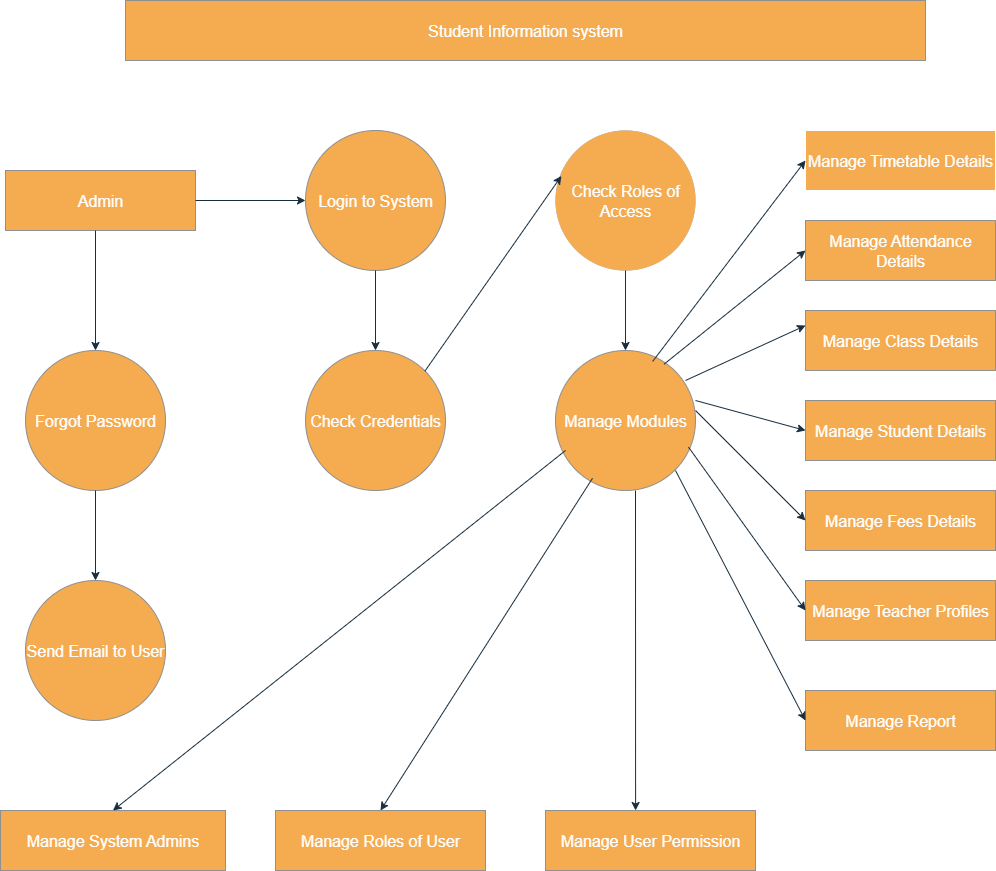 Student Information system
Admin
Login to System
Check Roles of
Access
Manage Timetable Details
Manage Attendance
Details
Manage Class Details
Forgot Password
Check Credentials
Manage Modules
Manage Student Details
Manage Fees Details
Manage Teacher Profiles
Send Email to User
Manage Report
Manage System Admins
Manage Roles of User
Manage User Permission